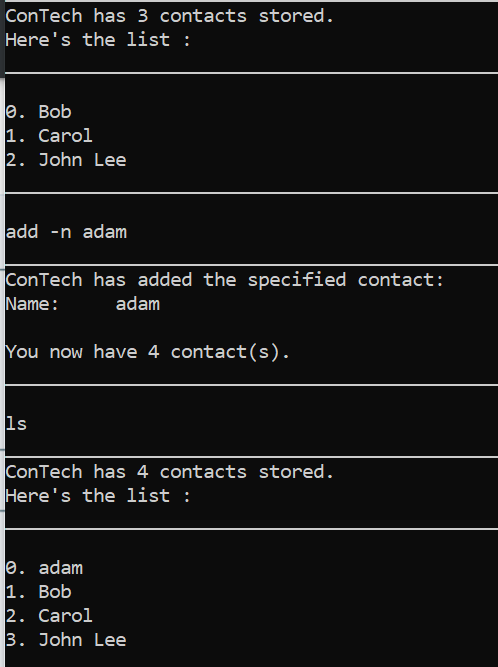 ConTech has 3 contacts stored.
Here's the list :
0. Bob
1. Carol
2. John Lee
add -n adam
ConTech has added the specified contact:
Name:     adam
You now have 4 contact(s).
ls
ConTech has 4 contacts stored.
Here's the list :
0. adam
1. Bob
2. Carol
3. John Lee